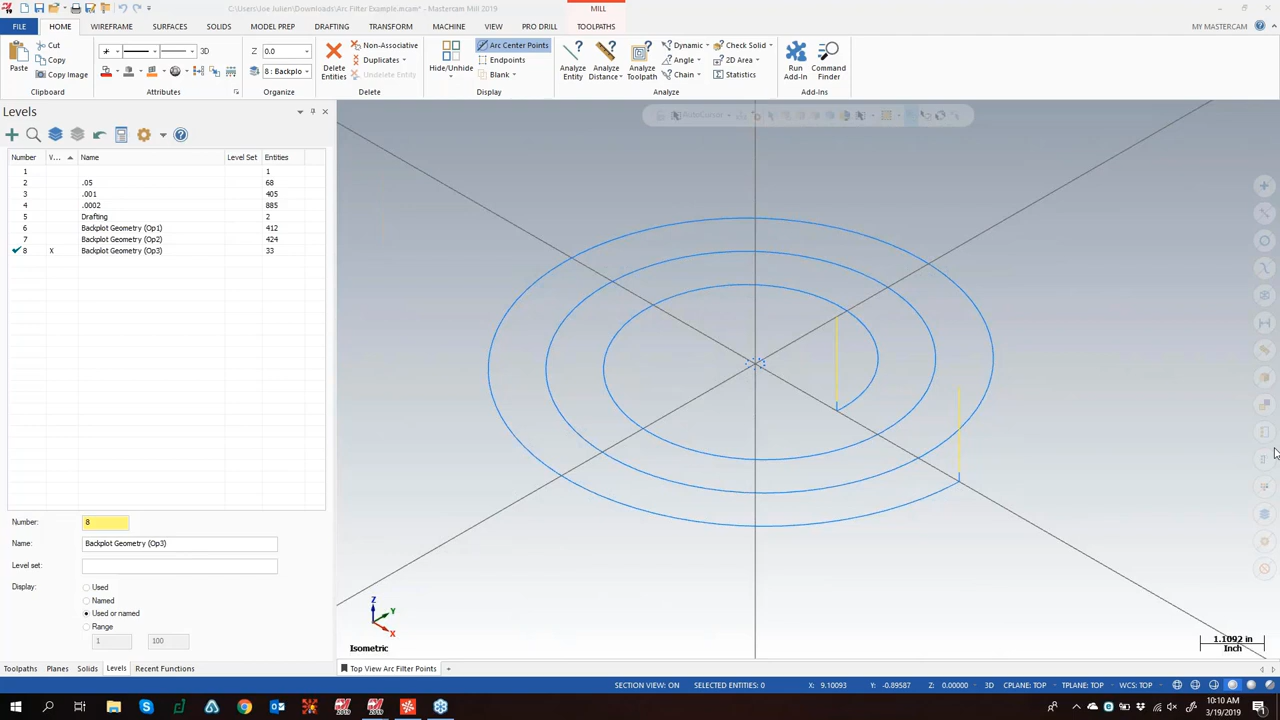 C:\Users\Joe Julien\Downloads\Arc Filter Example.mcam* - Mastercam Mill 2019
MILL
FILE HOME WIREFRAME SURFACES SOLIDS MODEL PREP DRAFTING TRANSFORM MACHINE VIEW PRO DRILL TOOLPATHS
MY MASTERCAM
Paste
Cut
Copy
Copy Image
Clipboard
3D
Attributes
Z 0.0
8 : Backplo
Organize
Delete Entities
Non-Associative
Duplicates
Undelete Entity
Delete
Hide/Unhide
Arc Center Points
Endpoints
Blank
Display
Analyze Entity
Analyze Distance
Analyze Toolpath
Dynamic
Angle
Chain
Check Solid
2D Area
Statistics
Analyze
Run Add-In
Command Finder
Add-Ins
AutoCursor
Levels
Number V... Name Level Set Entities
1 1
2 .05 68
3 .001 405
4 .0002 885
5 Drafting 2
6 Backplot Geometry (Op1) 412
7 Backplot Geometry (Op2) 424
8 X Backplot Geometry (Op3) 33
Number: 8
Name: Backplot Geometry (Op3)
Level set:
Display: Used
Named
Used or named
Range
1 100
Z
Y
X
Isometric
1.1092 in
Inch
Toolpaths Planes Solids Levels Recent Functions
Top View Arc Filter Points +
SECTION VIEW: ON SELECTED ENTITIES: 0 X: 9.10093 Y: -0.89587 Z: 0.00000 3D CPLANE: TOP TPLANE: TOP WCS: TOP
2019 2019
10:10 AM
3/19/2019